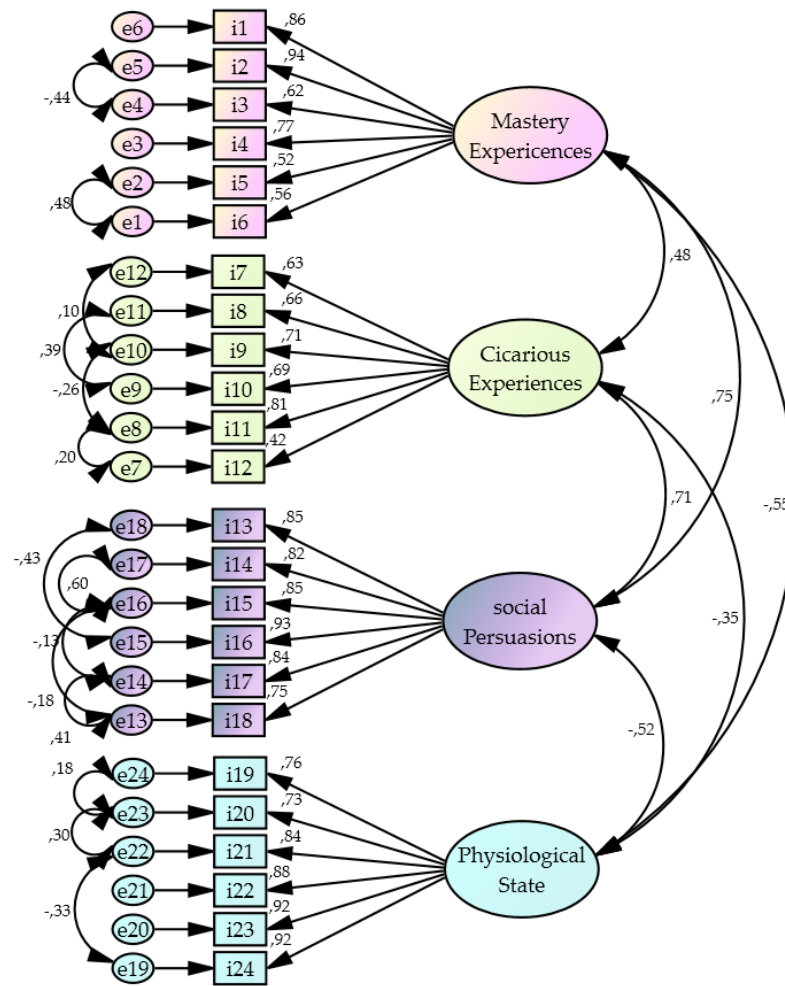 e6 i1 ,86
e5 i2 ,94
-,44
e4 i3 ,62
Mastery
Expericences
e3 i4 ,77
e2 i5 ,52
,48
e1 i6 ,56
,48
e12 i7 ,63
e11 i8 ,66
,10
e10 i9 ,71
,39
Cicarious
Experiences
e9 i10 ,69
-,26
,75
e8 i11 ,81
,20
e7 i12 ,42
,71
-,55
e18 i13 ,85
e17 i14 ,82
-,43
,60
e16 i15 ,85
social
Persuasions
-,35
e15 i16 ,93
-,13
e14 i17 ,84
-,18
e13 i18 ,75
,41
-,52
e24 i19 ,76
,18
e23 i20 ,73
,30
e22 i21 ,84
Physiological
State
e21 i22 ,88
-,33
e20 i23 ,92
e19 i24 ,92